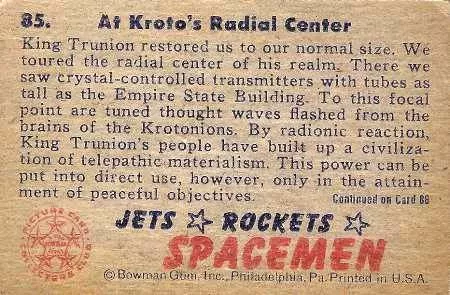 85. At Kroto's Radial Center
King Trunion restored us to our normal size. We
toured the radial center of his realm. There we
saw crystal-controlled transmitters with tubes as
tall as the Empire State Building. To this focal
point are tuned thought waves flashed from the
brains of the Krotonions. By radionic reaction,
King Trunion's people have built up a civiliza-
tion of telepathic materialism. This power can be
put into direct use, however, only in the attain-
ment of peaceful objectives. Continued on Card 88
JETS ☆ ROCKETS ☆
SPACEMEN
©Bowman Gum, Inc., Philadelphia, Pa. Printed in U.S.A.
PICTURE CARD
COLLECTORS CLUB